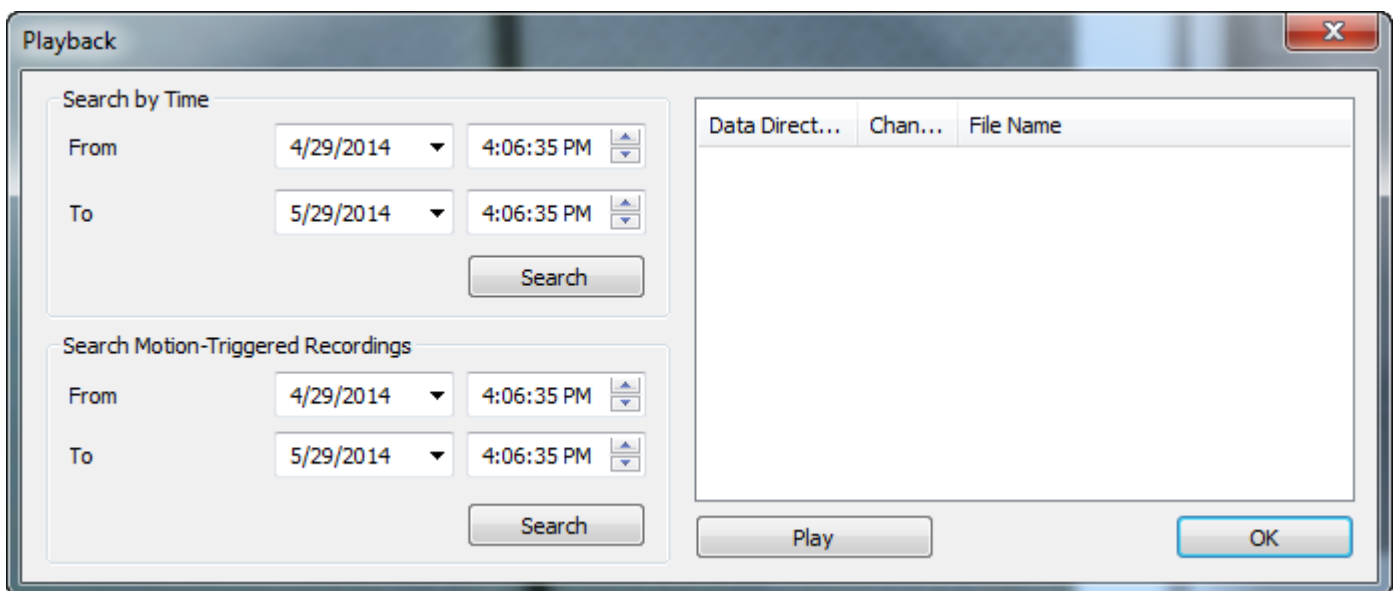 Playback
Search by Time
From 4/29/2014 4:06:35 PM
To 5/29/2014 4:06:35 PM
Search
Search Motion-Triggered Recordings
From 4/29/2014 4:06:35 PM
To 5/29/2014 4:06:35 PM
Search
Data Direct... Chan... File Name
Play OK